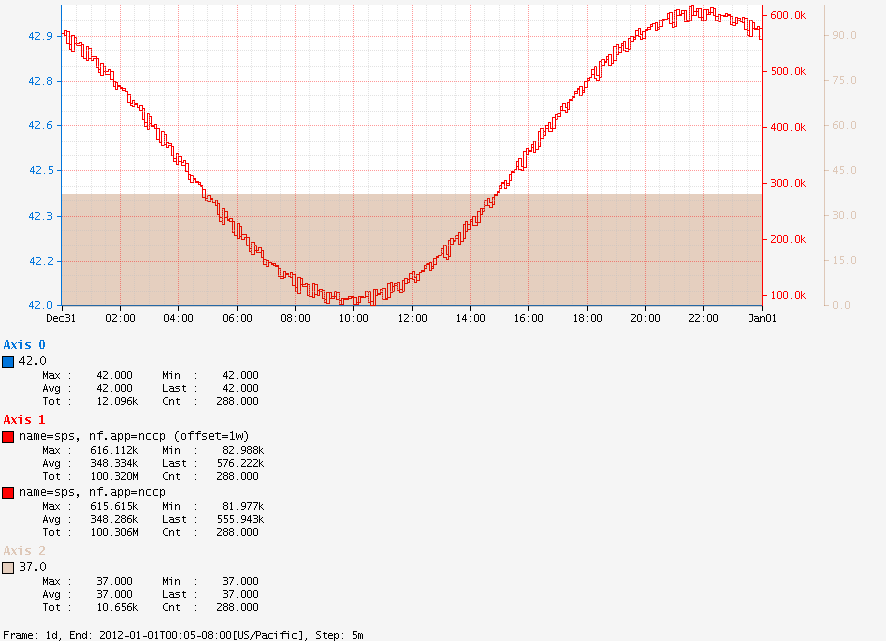 42.9
42.8
42.6
42.5
42.3
42.2
42.0
600.0k
500.0k
400.0k
300.0k
200.0k
100.0k
90.0
75.0
60.0
45.0
30.0
15.0
0.0
Dec31 02:00 04:00 06:00 08:00 10:00 12:00 14:00 16:00 18:00 20:00 22:00 Jan01
Axis 0
42.0
Max : 42.000 Min : 42.000
Avg : 42.000 Last : 42.000
Tot : 12.096k Cnt : 288.000
Axis 1
name=sps, nf.app=nccp (offset=1w)
Max : 616.112k Min : 82.988k
Avg : 348.334k Last : 576.222k
Tot : 100.320M Cnt : 288.000
name=sps, nf.app=nccp
Max : 615.615k Min : 81.977k
Avg : 348.286k Last : 555.943k
Tot : 100.306M Cnt : 288.000
Axis 2
37.0
Max : 37.000 Min : 37.000
Avg : 37.000 Last : 37.000
Tot : 10.656k Cnt : 288.000
Frame: 1d, End: 2012-01-01T00:05-08:00[US/Pacific], Step: 5m